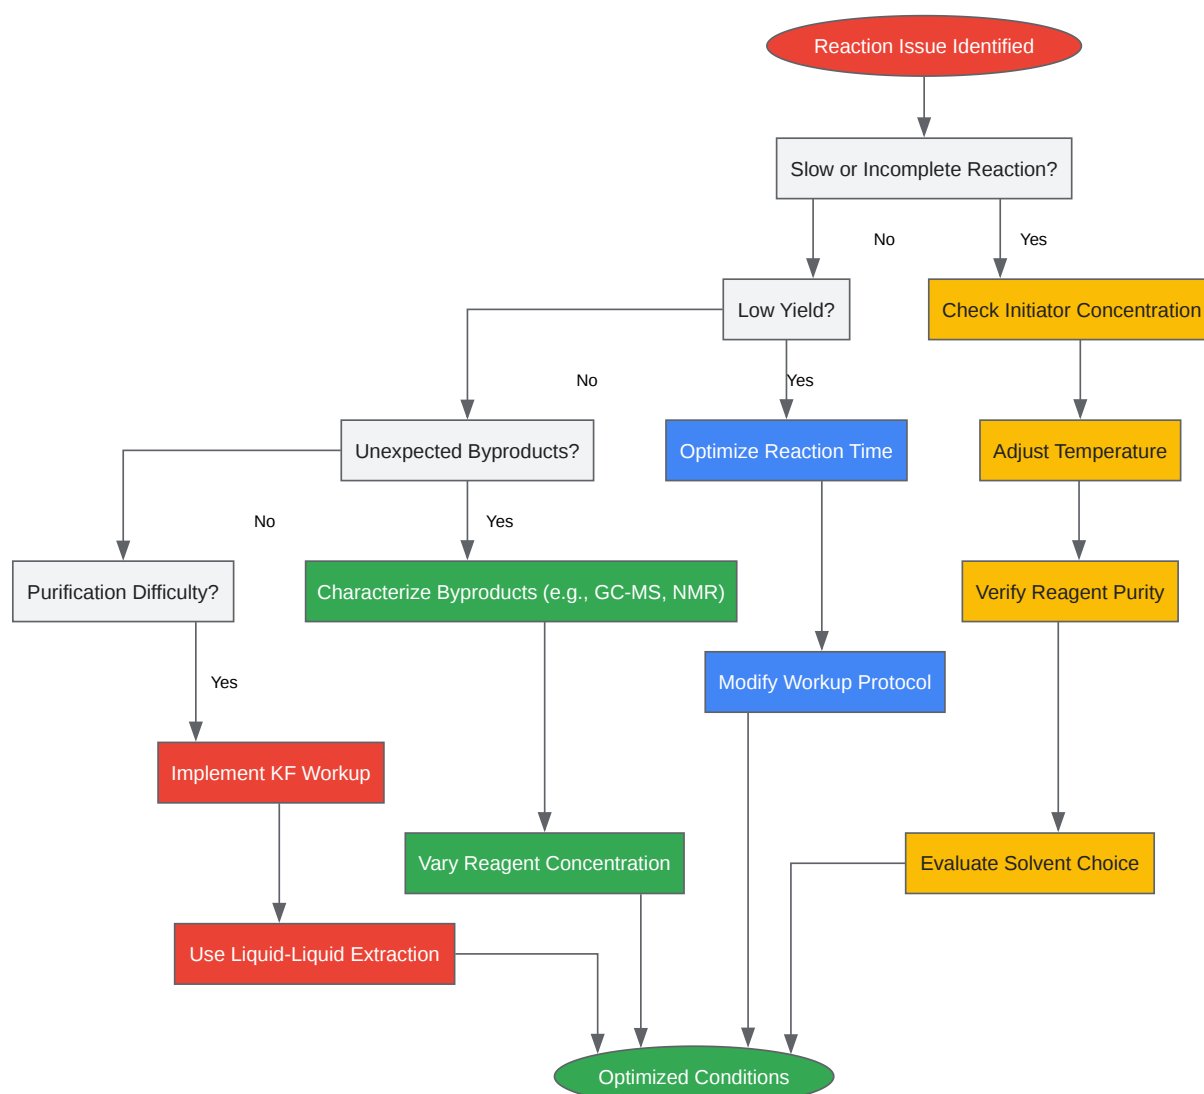 Reaction Issue Identified
Slow or Incomplete Reaction?
No
Yes
Low Yield?
Check Initiator Concentration
No
Yes
Unexpected Byproducts?
Optimize Reaction Time
Adjust Temperature
No
Yes
Purification Difficulty?
Characterize Byproducts (e.g., GC-MS, NMR)
Verify Reagent Purity
Yes
Modify Workup Protocol
Implement KF Workup
Vary Reagent Concentration
Evaluate Solvent Choice
Use Liquid-Liquid Extraction
Optimized Conditions